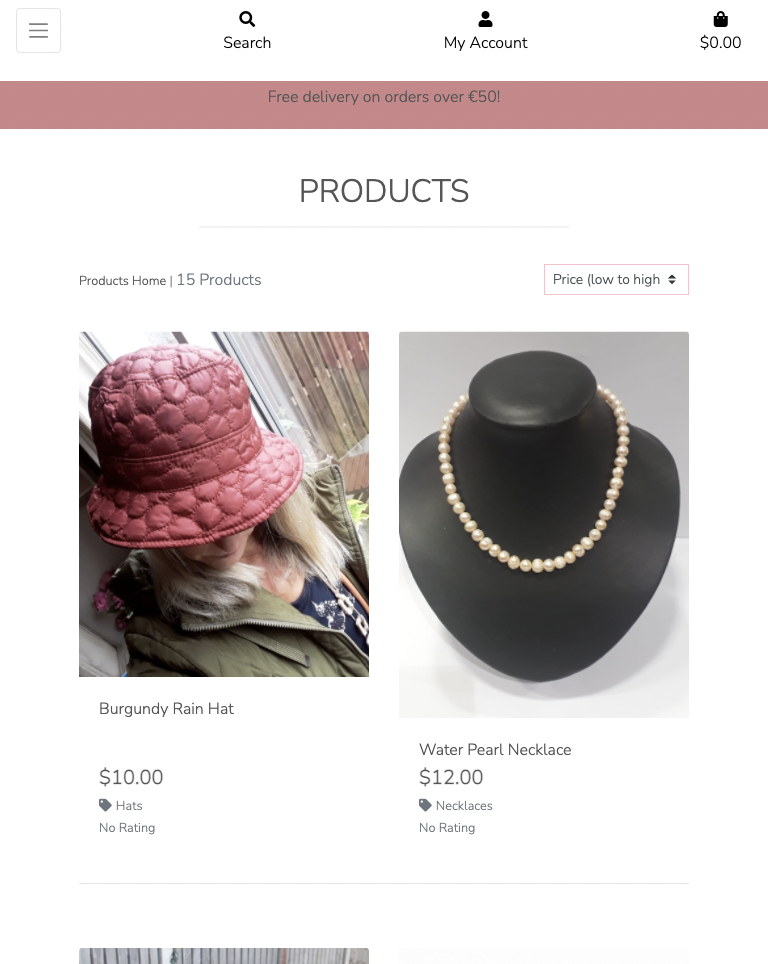 Search
My Account
$0.00
Free delivery on orders over €50!
PRODUCTS
Products Home | 15 Products
Price (low to high
Burgundy Rain Hat
$10.00
Hats
No Rating
Water Pearl Necklace
$12.00
Necklaces
No Rating